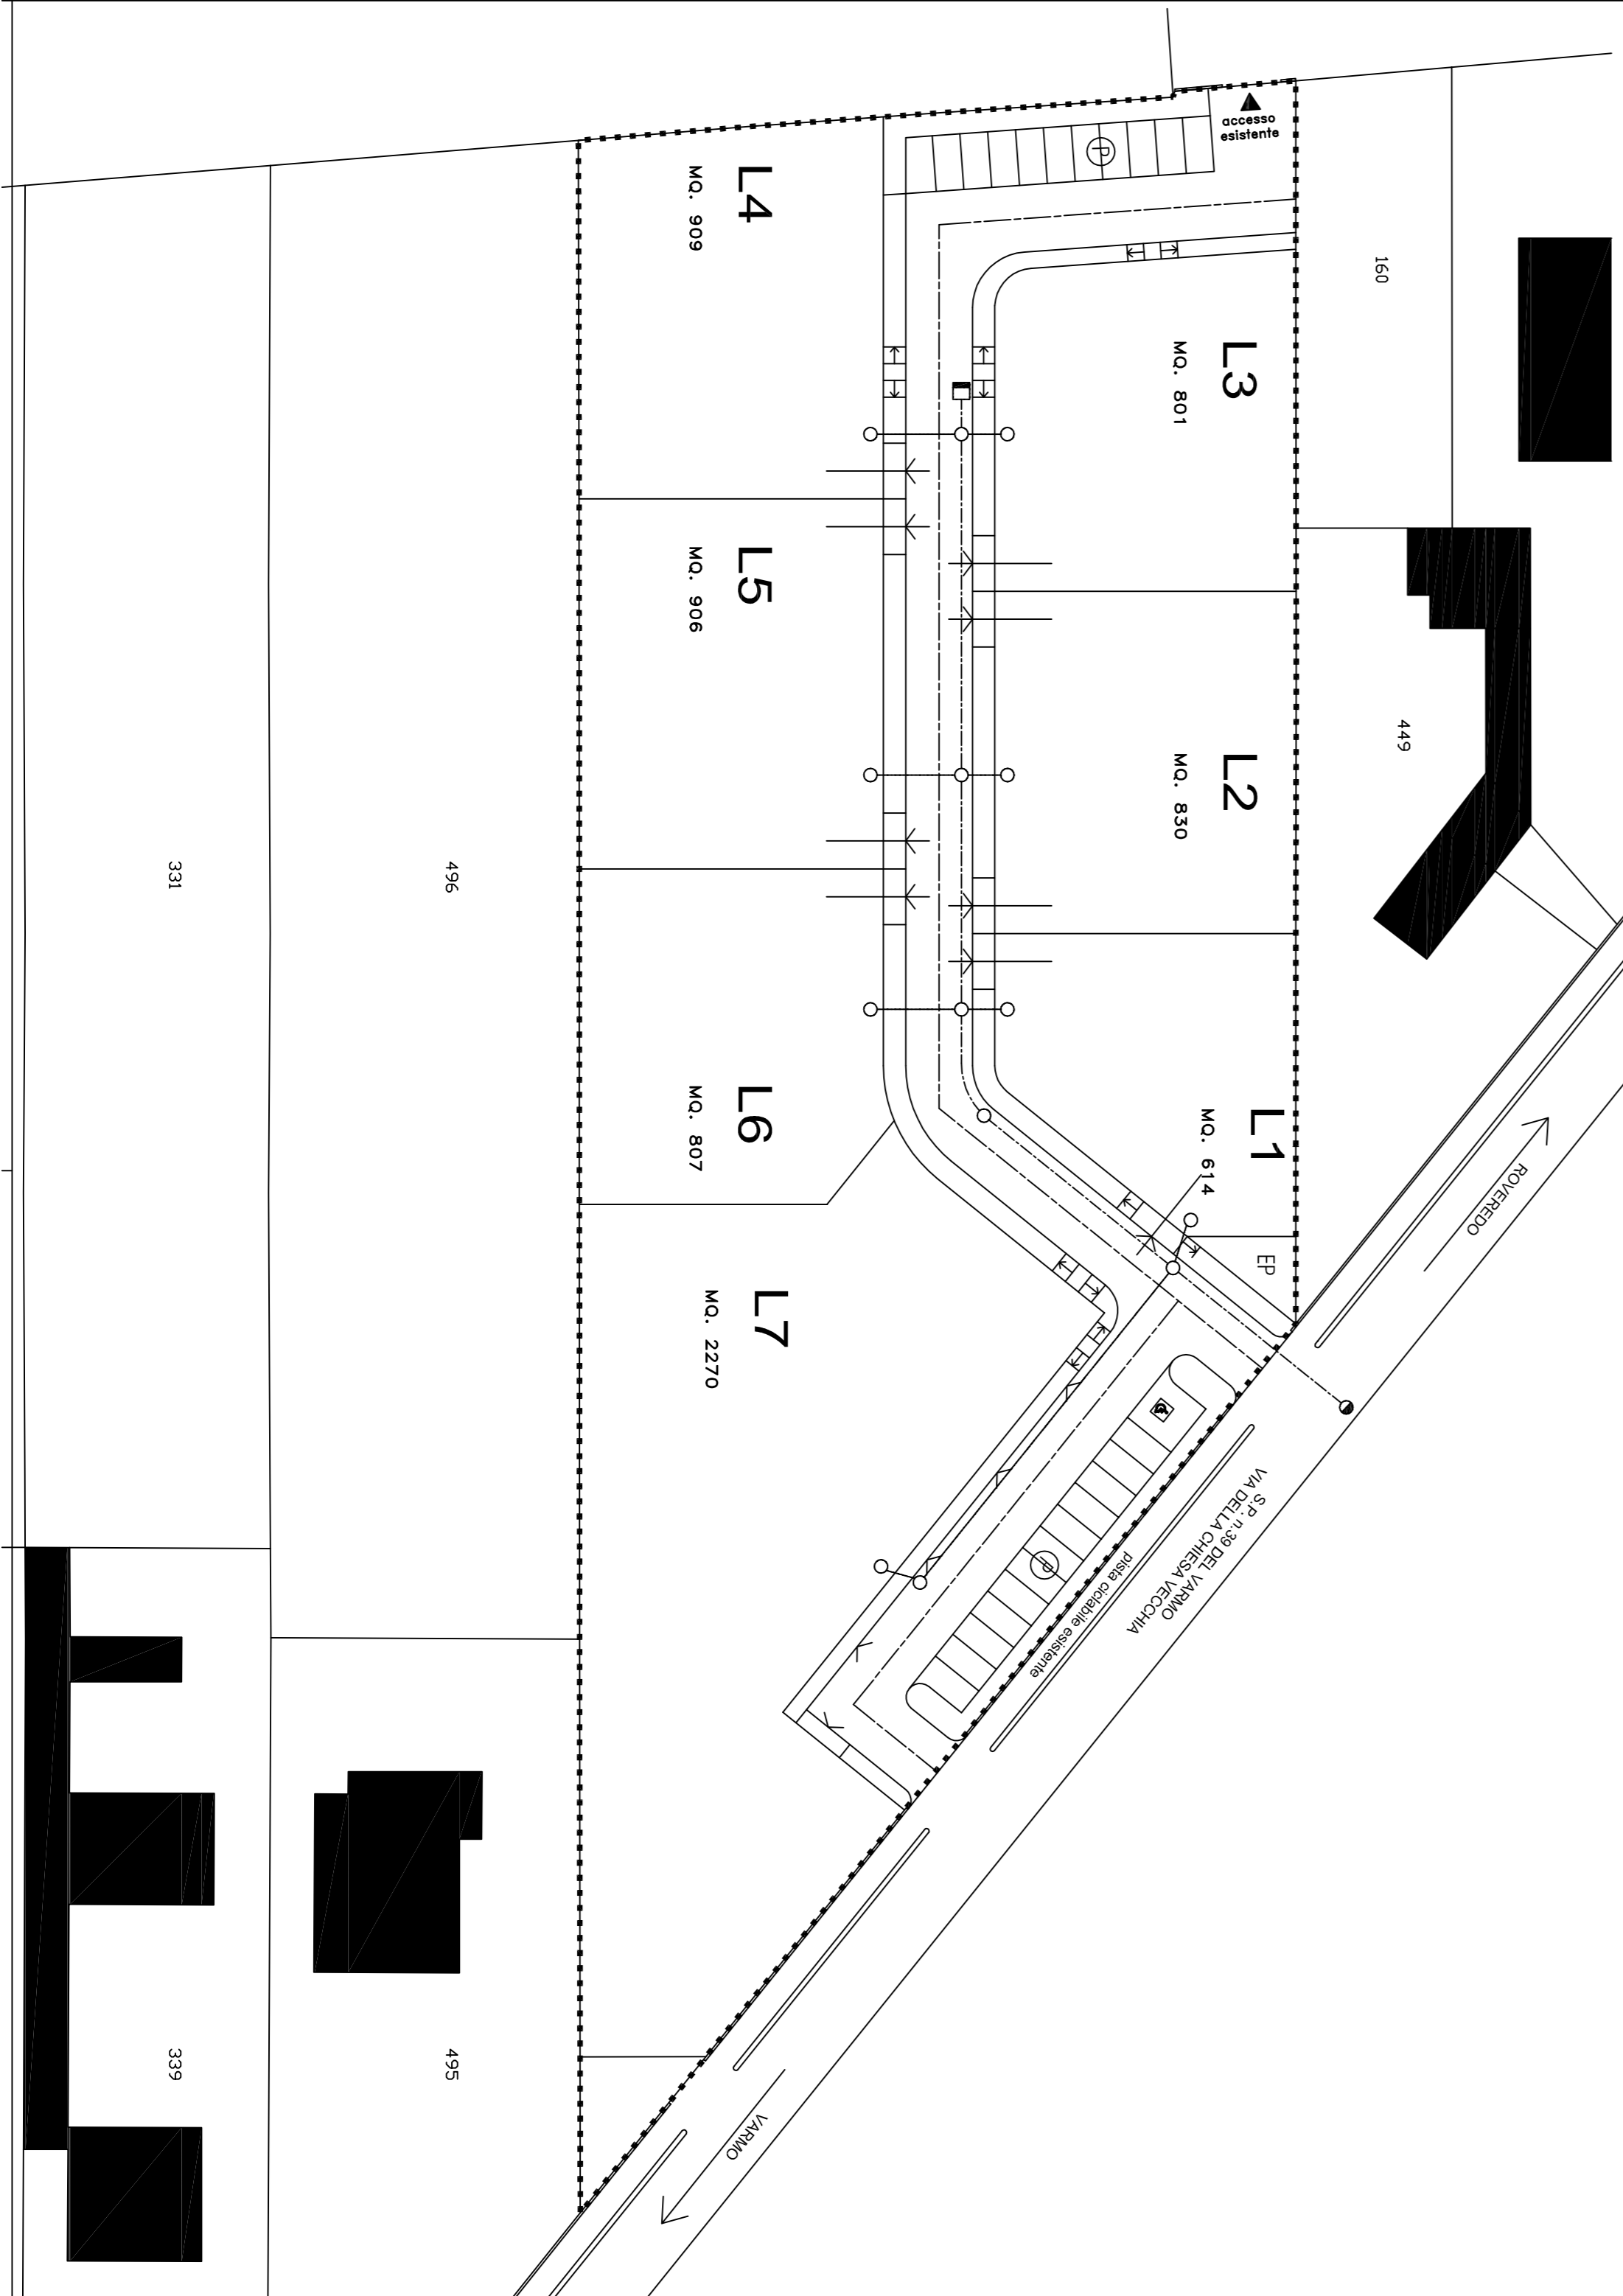 accesso
esistente
P
160
L4
MQ. 909
L3
MQ. 801
L5
MQ. 906
L2
MQ. 830
449
331
496
L6
MQ. 807
L1
MQ. 614
EP
ROVEREDO
L7
MQ. 2270
P
S.P. n.39 DEL VARMO
VIA DELLA CHIESA VECCHIA
pista ciclabile esistente
VARMO
339
495